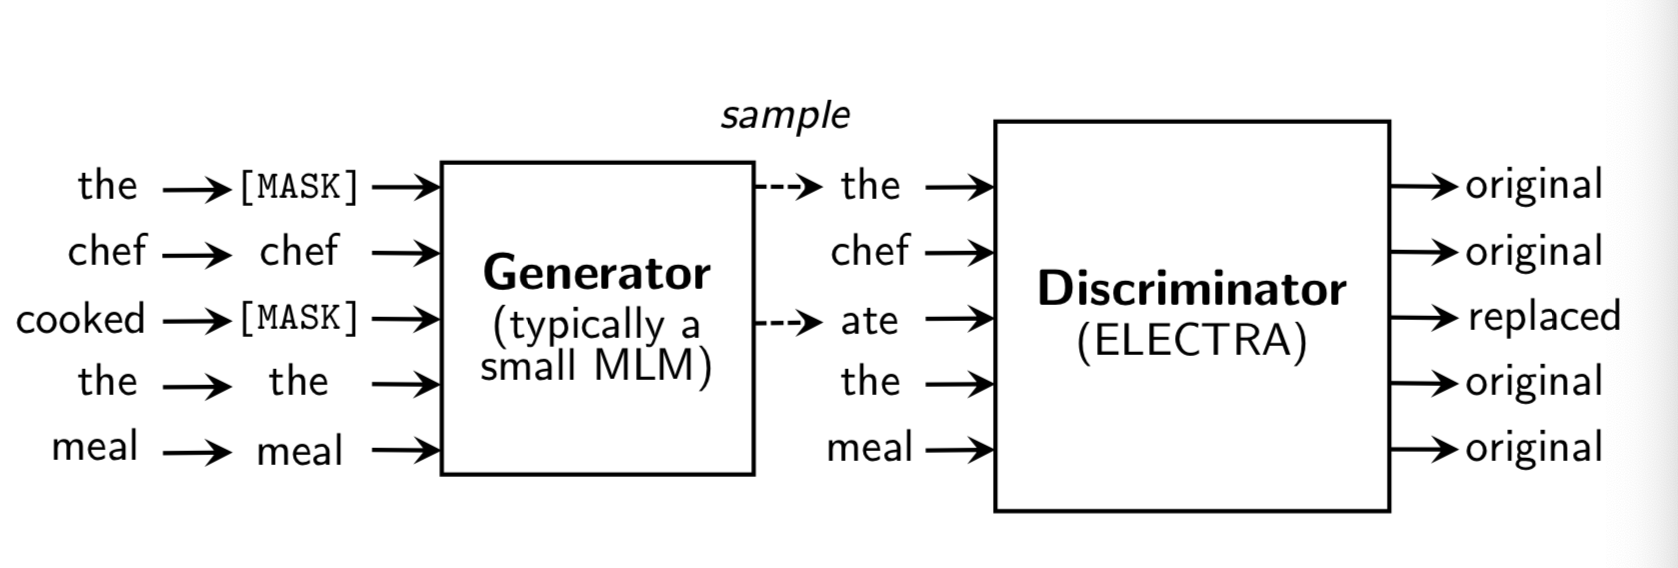 sample
the [MASK] the original
chef chef chef original
cooked [MASK] ate replaced
the the the original
meal meal meal original
Generator
(typically a
small MLM)
Discriminator
(ELECTRA)